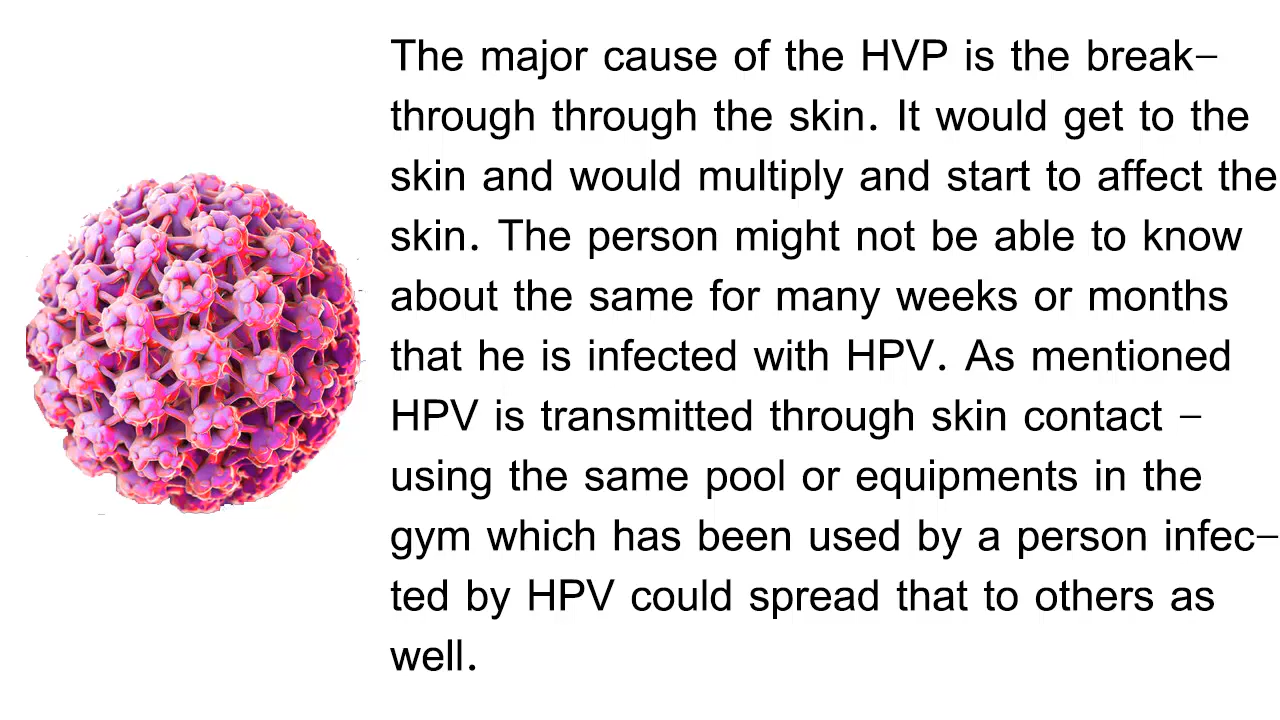 The major cause of the HVP is the break-
through through the skin. It would get to the
skin and would multiply and start to affect the
skin. The person might not be able to know
about the same for many weeks or months
that he is infected with HPV. As mentioned
HPV is transmitted through skin contact -
using the same pool or equipments in the
gym which has been used by a person infec-
ted by HPV could spread that to others as
well.